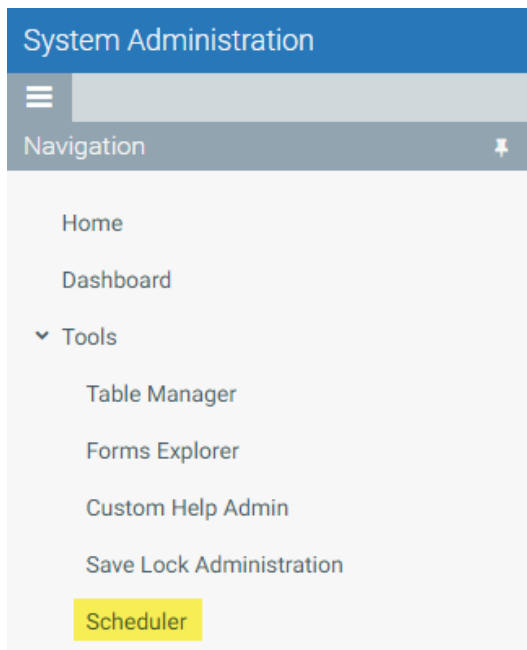 System Administration
Navigation
Home
Dashboard
Tools
Table Manager
Forms Explorer
Custom Help Admin
Save Lock Administration
Scheduler